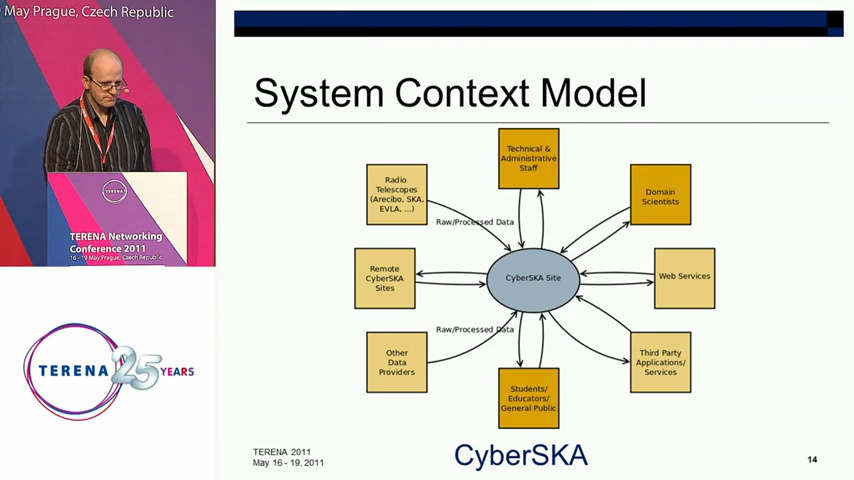 May Prague, Czech Republic
TERENA
TERENA Networking
Conference 2011
16 - 19 May Prague, Czech Republic
TERENA 25 YEARS
System Context Model
Technical &
Administrative
Staff
Radio
Telescopes
(Arecibo, SKA,
EVLA, ...)
Domain
Scientists
Raw/Processed Data
Remote
CyberSKA
Sites
CyberSKA Site
Web Services
Raw/Processed Data
Other
Data
Providers
Third Party
Applications/
Services
Students/
Educators/
General Public
TERENA 2011
May 16 - 19, 2011
CyberSKA
14